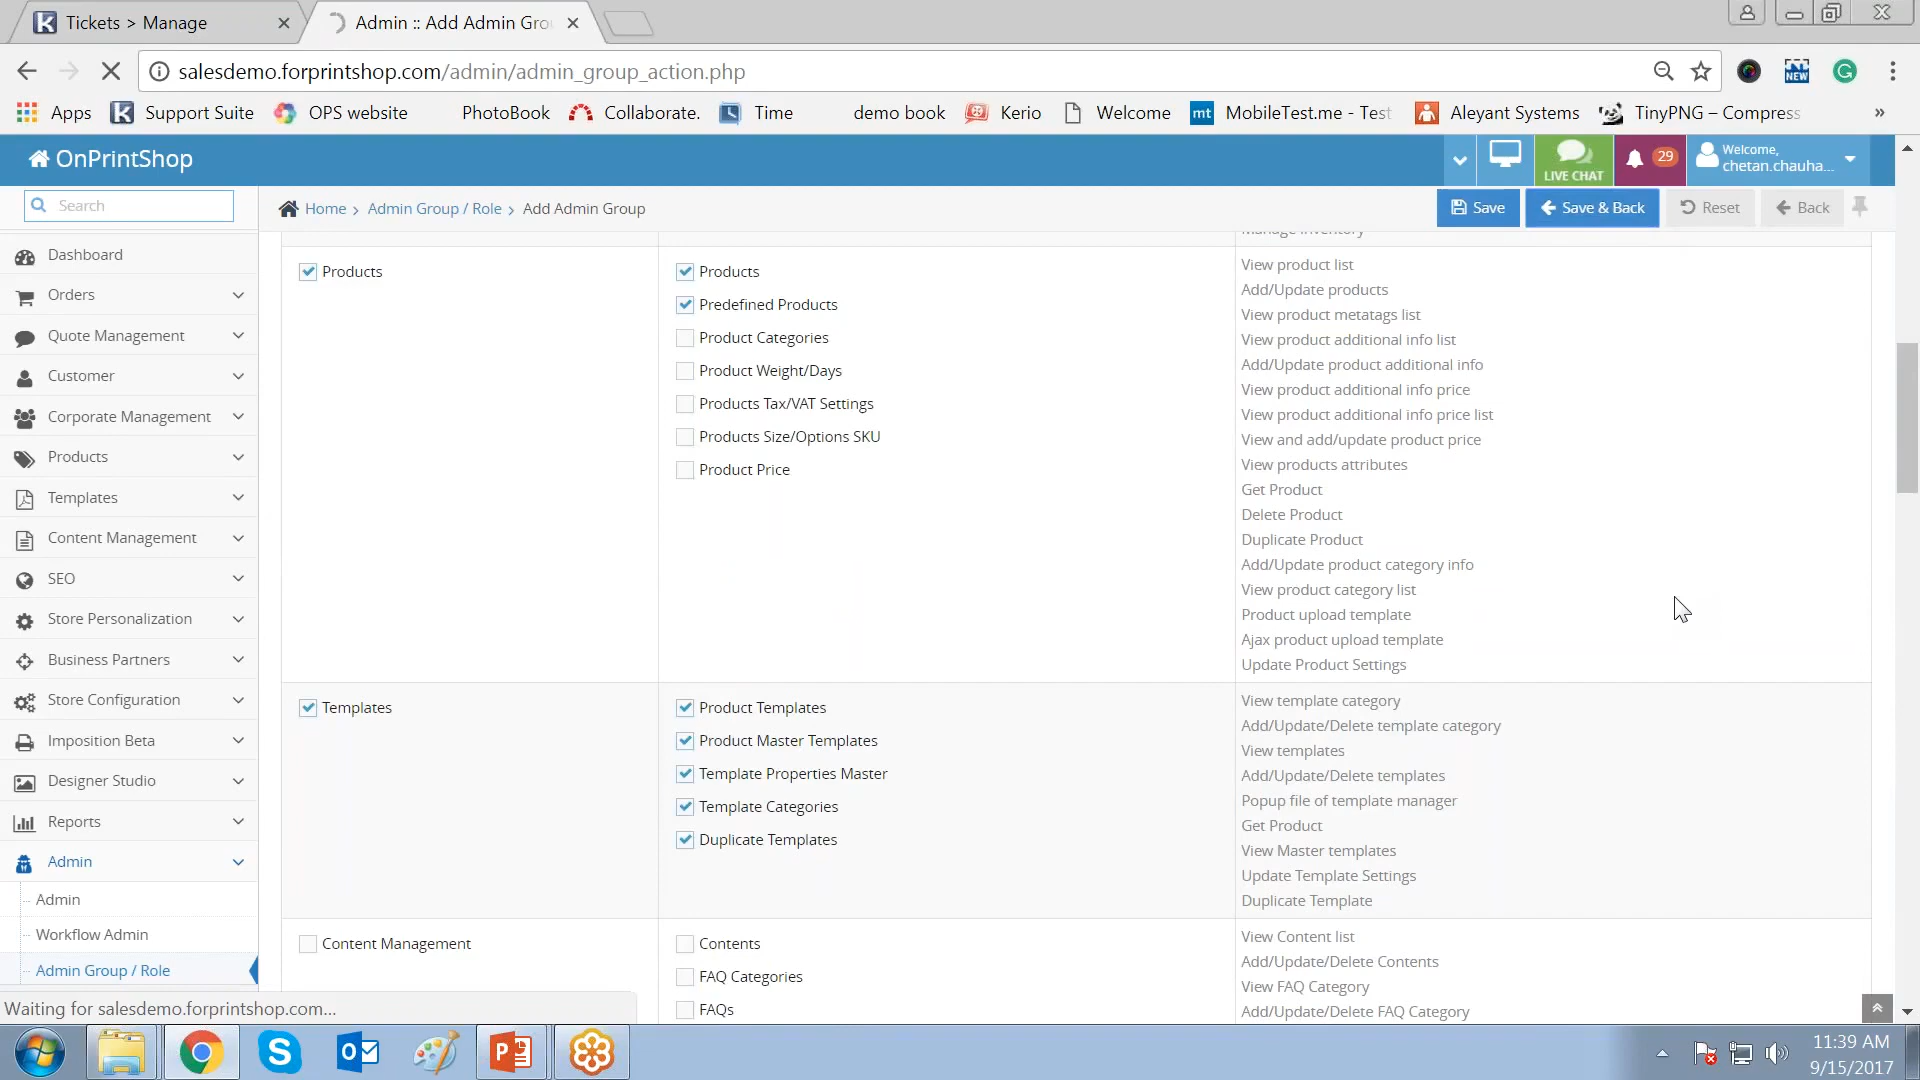 Tickets > Manage
Admin :: Add Admin Gro
salesdemo.forprintshop.com/admin/admin_group_action.php
Apps
Support Suite
OPS website
PhotoBook
Collaborate.
Time
demo book
Kerio
Welcome
MobileTest.me - Test
Aleyant Systems
TinyPNG – Compress
»
OnPrintShop
LIVE CHAT
29
Welcome,
chetan.chauha...
Search
Home > Admin Group / Role > Add Admin Group
Save
Save & Back
Reset
Back
Dashboard
Orders
Quote Management
Customer
Corporate Management
Products
Templates
Content Management
SEO
Store Personalization
Business Partners
Store Configuration
Imposition Beta
Designer Studio
Reports
Admin
Admin
Workflow Admin
Admin Group / Role
Manage Inventory
Products
Products
Predefined Products
Product Categories
Product Weight/Days
Products Tax/VAT Settings
Products Size/Options SKU
Product Price
View product list
Add/Update products
View product metatags list
View product additional info list
Add/Update product additional info
View product additional info price
View product additional info price list
View and add/update product price
View products attributes
Get Product
Delete Product
Duplicate Product
Add/Update product category info
View product category list
Product upload template
Ajax product upload template
Update Product Settings
Templates
Product Templates
Product Master Templates
Template Properties Master
Template Categories
Duplicate Templates
View template category
Add/Update/Delete template category
View templates
Add/Update/Delete templates
Popup file of template manager
Get Product
View Master templates
Update Template Settings
Duplicate Template
Content Management
Contents
FAQ Categories
FAQs
View Content list
Add/Update/Delete Contents
View FAQ Category
Add/Update/Delete FAQ Category
Waiting for salesdemo.forprintshop.com...
11:39 AM
9/15/2017